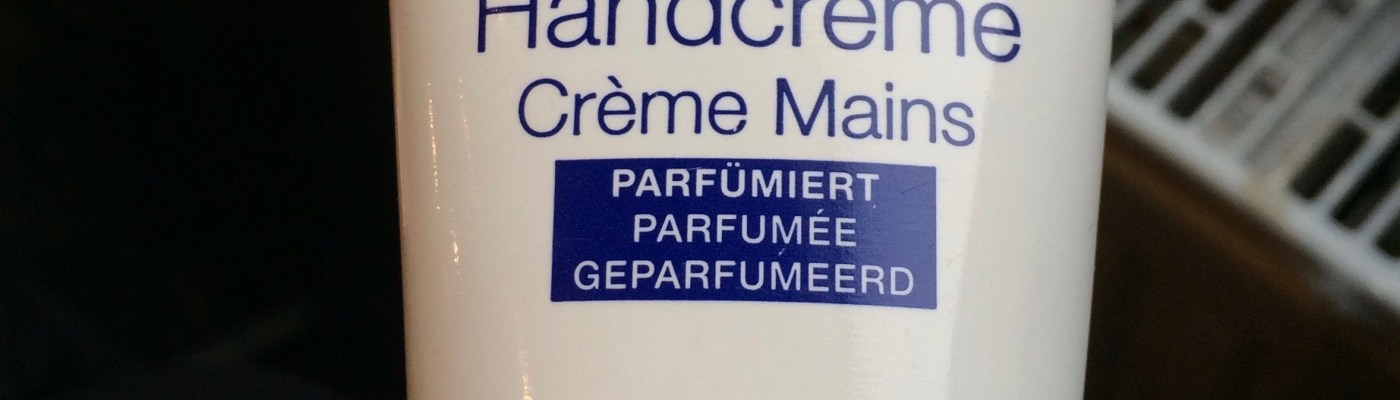 Handcreme
Crème Mains
PARFÜMIERT
PARFUMÉE
GEPARFUMEERD